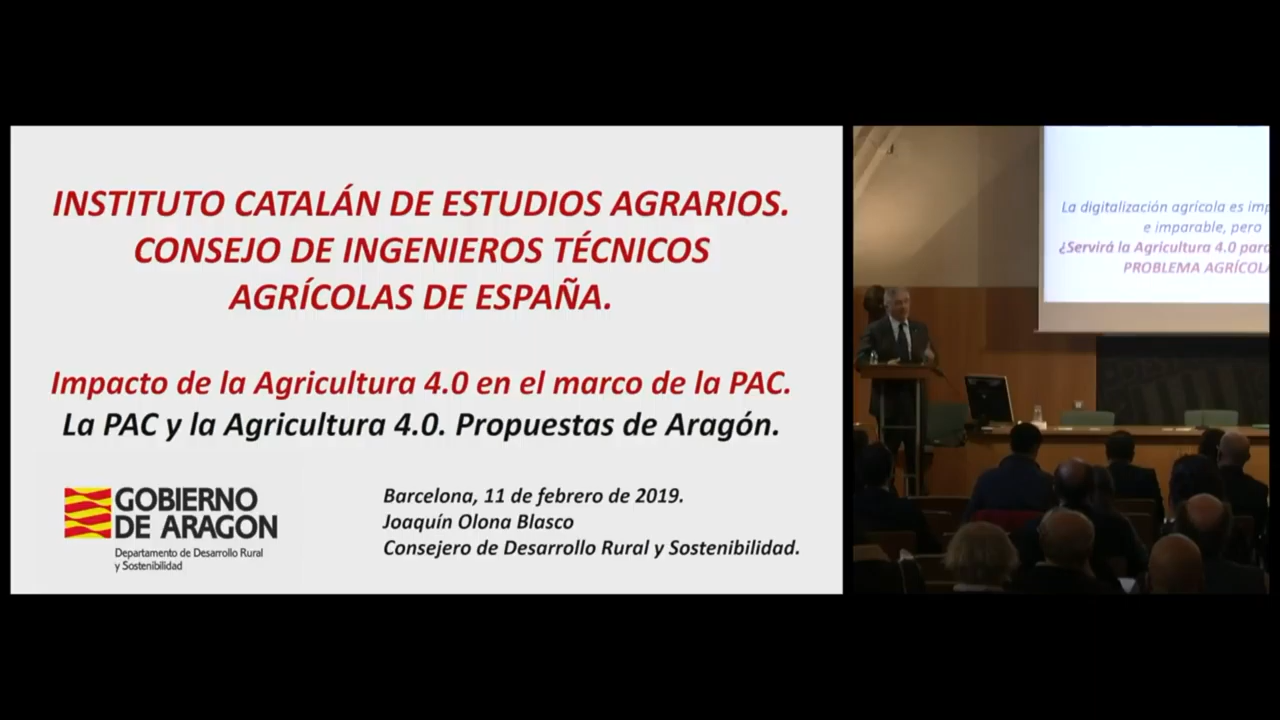 INSTITUTO CATALÁN DE ESTUDIOS AGRARIOS.
CONSEJO DE INGENIEROS TÉCNICOS
AGRÍCOLAS DE ESPAÑA.
Impacto de la Agricultura 4.0 en el marco de la PAC.
La PAC y la Agricultura 4.0. Propuestas de Aragón.
GOBIERNO
DE ARAGON
Departamento de Desarrollo Rural
y Sostenibilidad
Barcelona, 11 de febrero de 2019.
Joaquín Olona Blasco
Consejero de Desarrollo Rural y Sostenibilidad.
La digitalización agrícola es imp
e imparable, pero
¿Servirá la Agricultura 4.0 para
PROBLEMA AGRÍCOLA